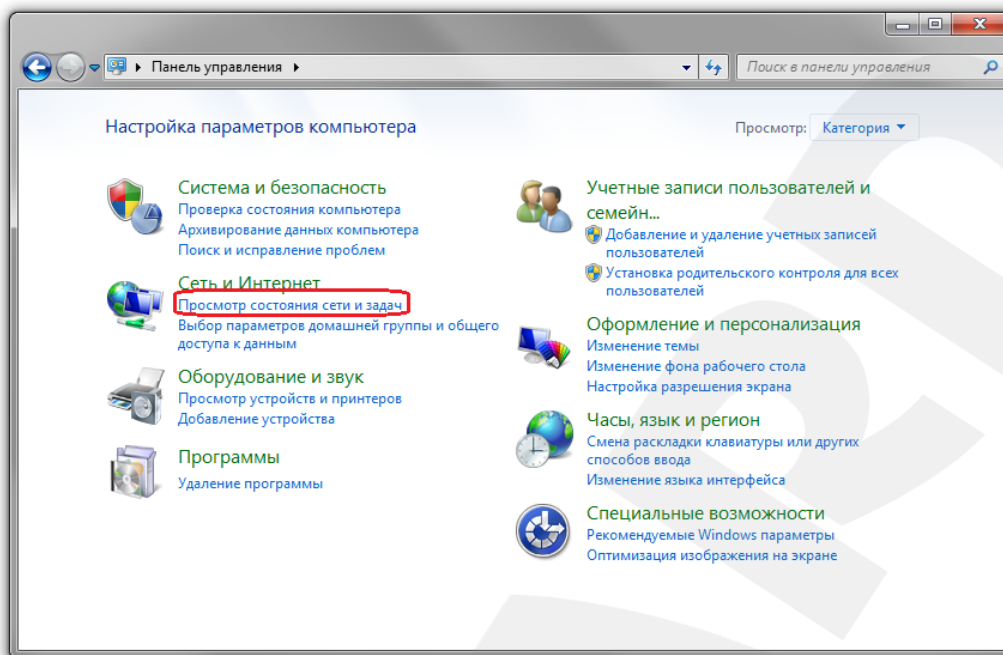 Панель управления
Поиск в панели управления
Настройка параметров компьютера
Просмотр: Категория
Система и безопасность
Проверка состояния компьютера
Архивирование данных компьютера
Поиск и исправление проблем
Сеть и Интернет
Просмотр состояния сети и задач
Выбор параметров домашней группы и общего
доступа к данным
Оборудование и звук
Просмотр устройств и принтеров
Добавление устройства
Программы
Удаление программы
Учетные записи пользователей и
семейн...
Добавление и удаление учетных записей
пользователей
Установка родительского контроля для всех
пользователей
Оформление и персонализация
Изменение темы
Изменение фона рабочего стола
Настройка разрешения экрана
Часы, язык и регион
Смена раскладки клавиатуры или других
способов ввода
Изменение языка интерфейса
Специальные возможности
Рекомендуемые Windows параметры
Оптимизация изображения на экране